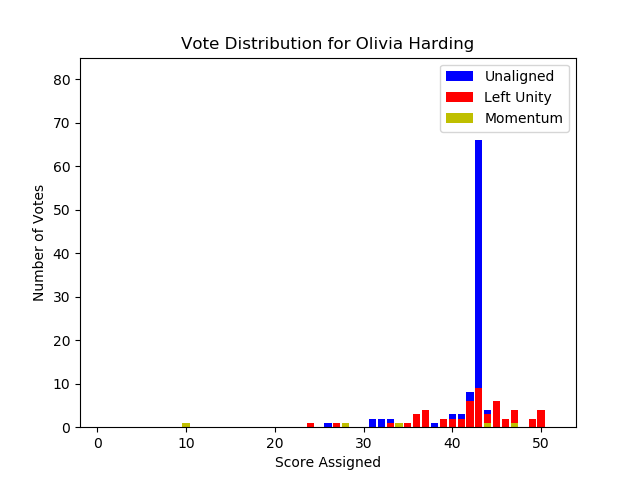 Vote Distribution for Olivia Harding
Unaligned
Left Unity
Momentum
Number of Votes
80
70
60
50
40
30
20
10
0
0 10 20 30 40 50
Score Assigned